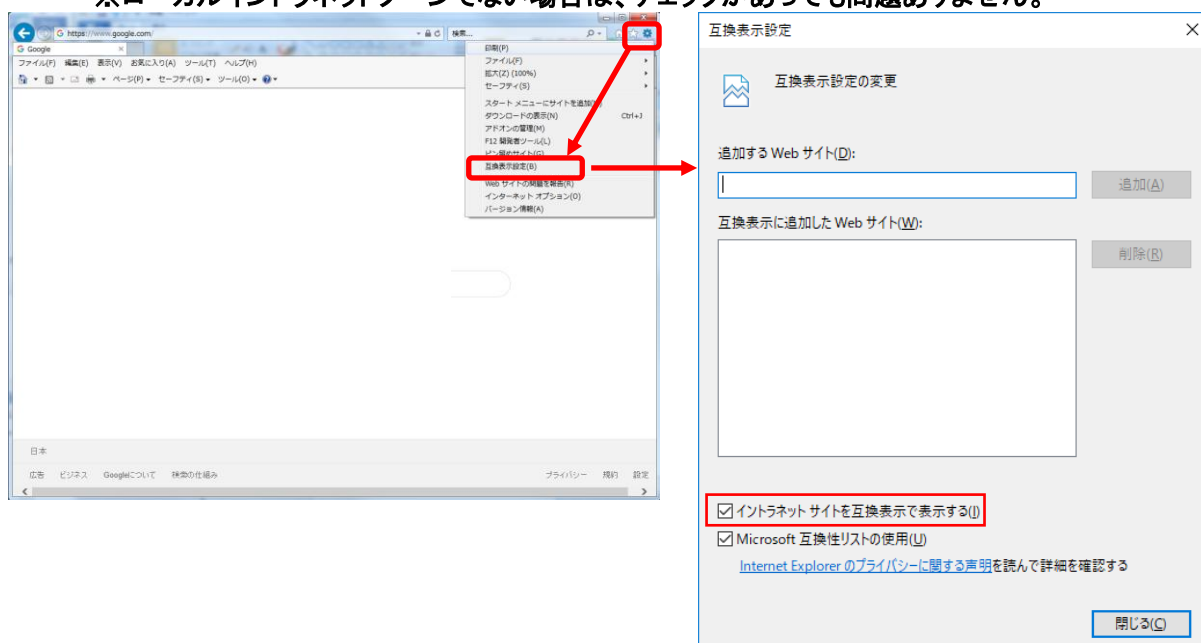 ※ローカルイントラネットゾーンでない場合は、チェックがあっても問題ありません。
https://www.google.com/
検索...
Google
ファイル(F) 編集(E) 表示(V) お気に入り(A) ツール(T) ヘルプ(H)
ページ(P) セーフティ(S) ツール(O)
印刷(P)
ファイル(F)
拡大(Z) (100%)
セーフティ(S)
スタート メニューにサイトを追加
ダウンロードの表示(N) Ctrl+J
アドオンの管理(M)
F12 開発者ツール(L)
ピン留めサイト(G)
互換表示設定(B)
Web サイトの問題を報告(R)
インターネット オプション(O)
バージョン情報(A)
日本
広告 ビジネス Googleについて 検索の仕組み プライバシー 規約 設定
互換表示設定
互換表示設定の変更
追加する Web サイト(D):
追加(A)
互換表示に追加した Web サイト(W):
削除(R)
イントラネット サイトを互換表示で表示する(I)
Microsoft 互換性リストの使用(U)
Internet Explorer のプライバシーに関する声明を読んで詳細を確認する
閉じる(C)